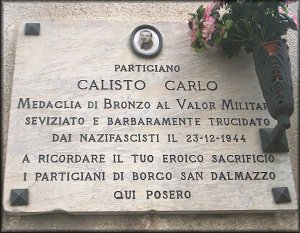 PARTIGIANO
CALISTO CARLO
MEDAGLIA DI BRONZO AL VALOR MILITAR
SEVIZIATO E BARBARAMENTE TRUCIDATO
DAI NAZIFASCISTI IL 23-12-1944
A RICORDARE IL TUO EROICO SACRIFICIO
I PARTIGIANI DI BORGO SAN DALMAZZO
QUI POSERO